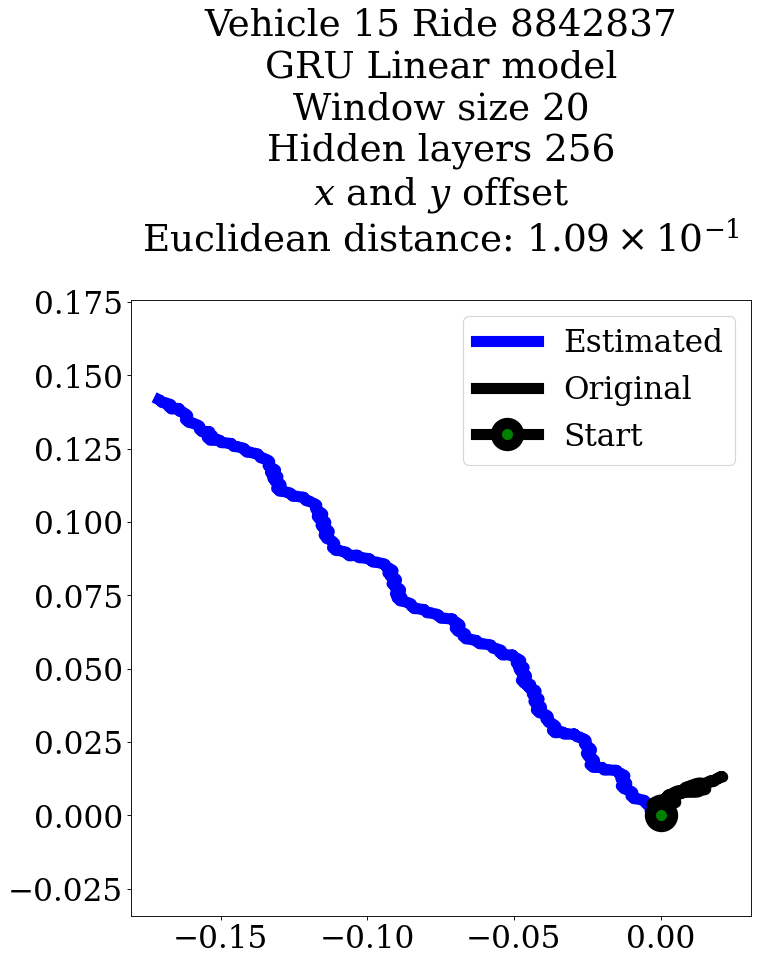 Vehicle 15 Ride 8842837
GRU Linear model
Window size 20
Hidden layers 256
x and y offset
Euclidean distance: 1.09 × 10⁻¹
0.175
0.150
0.125
0.100
0.075
0.050
0.025
0.000
−0.025
Estimated
Original
Start
−0.15 −0.10 −0.05 0.00